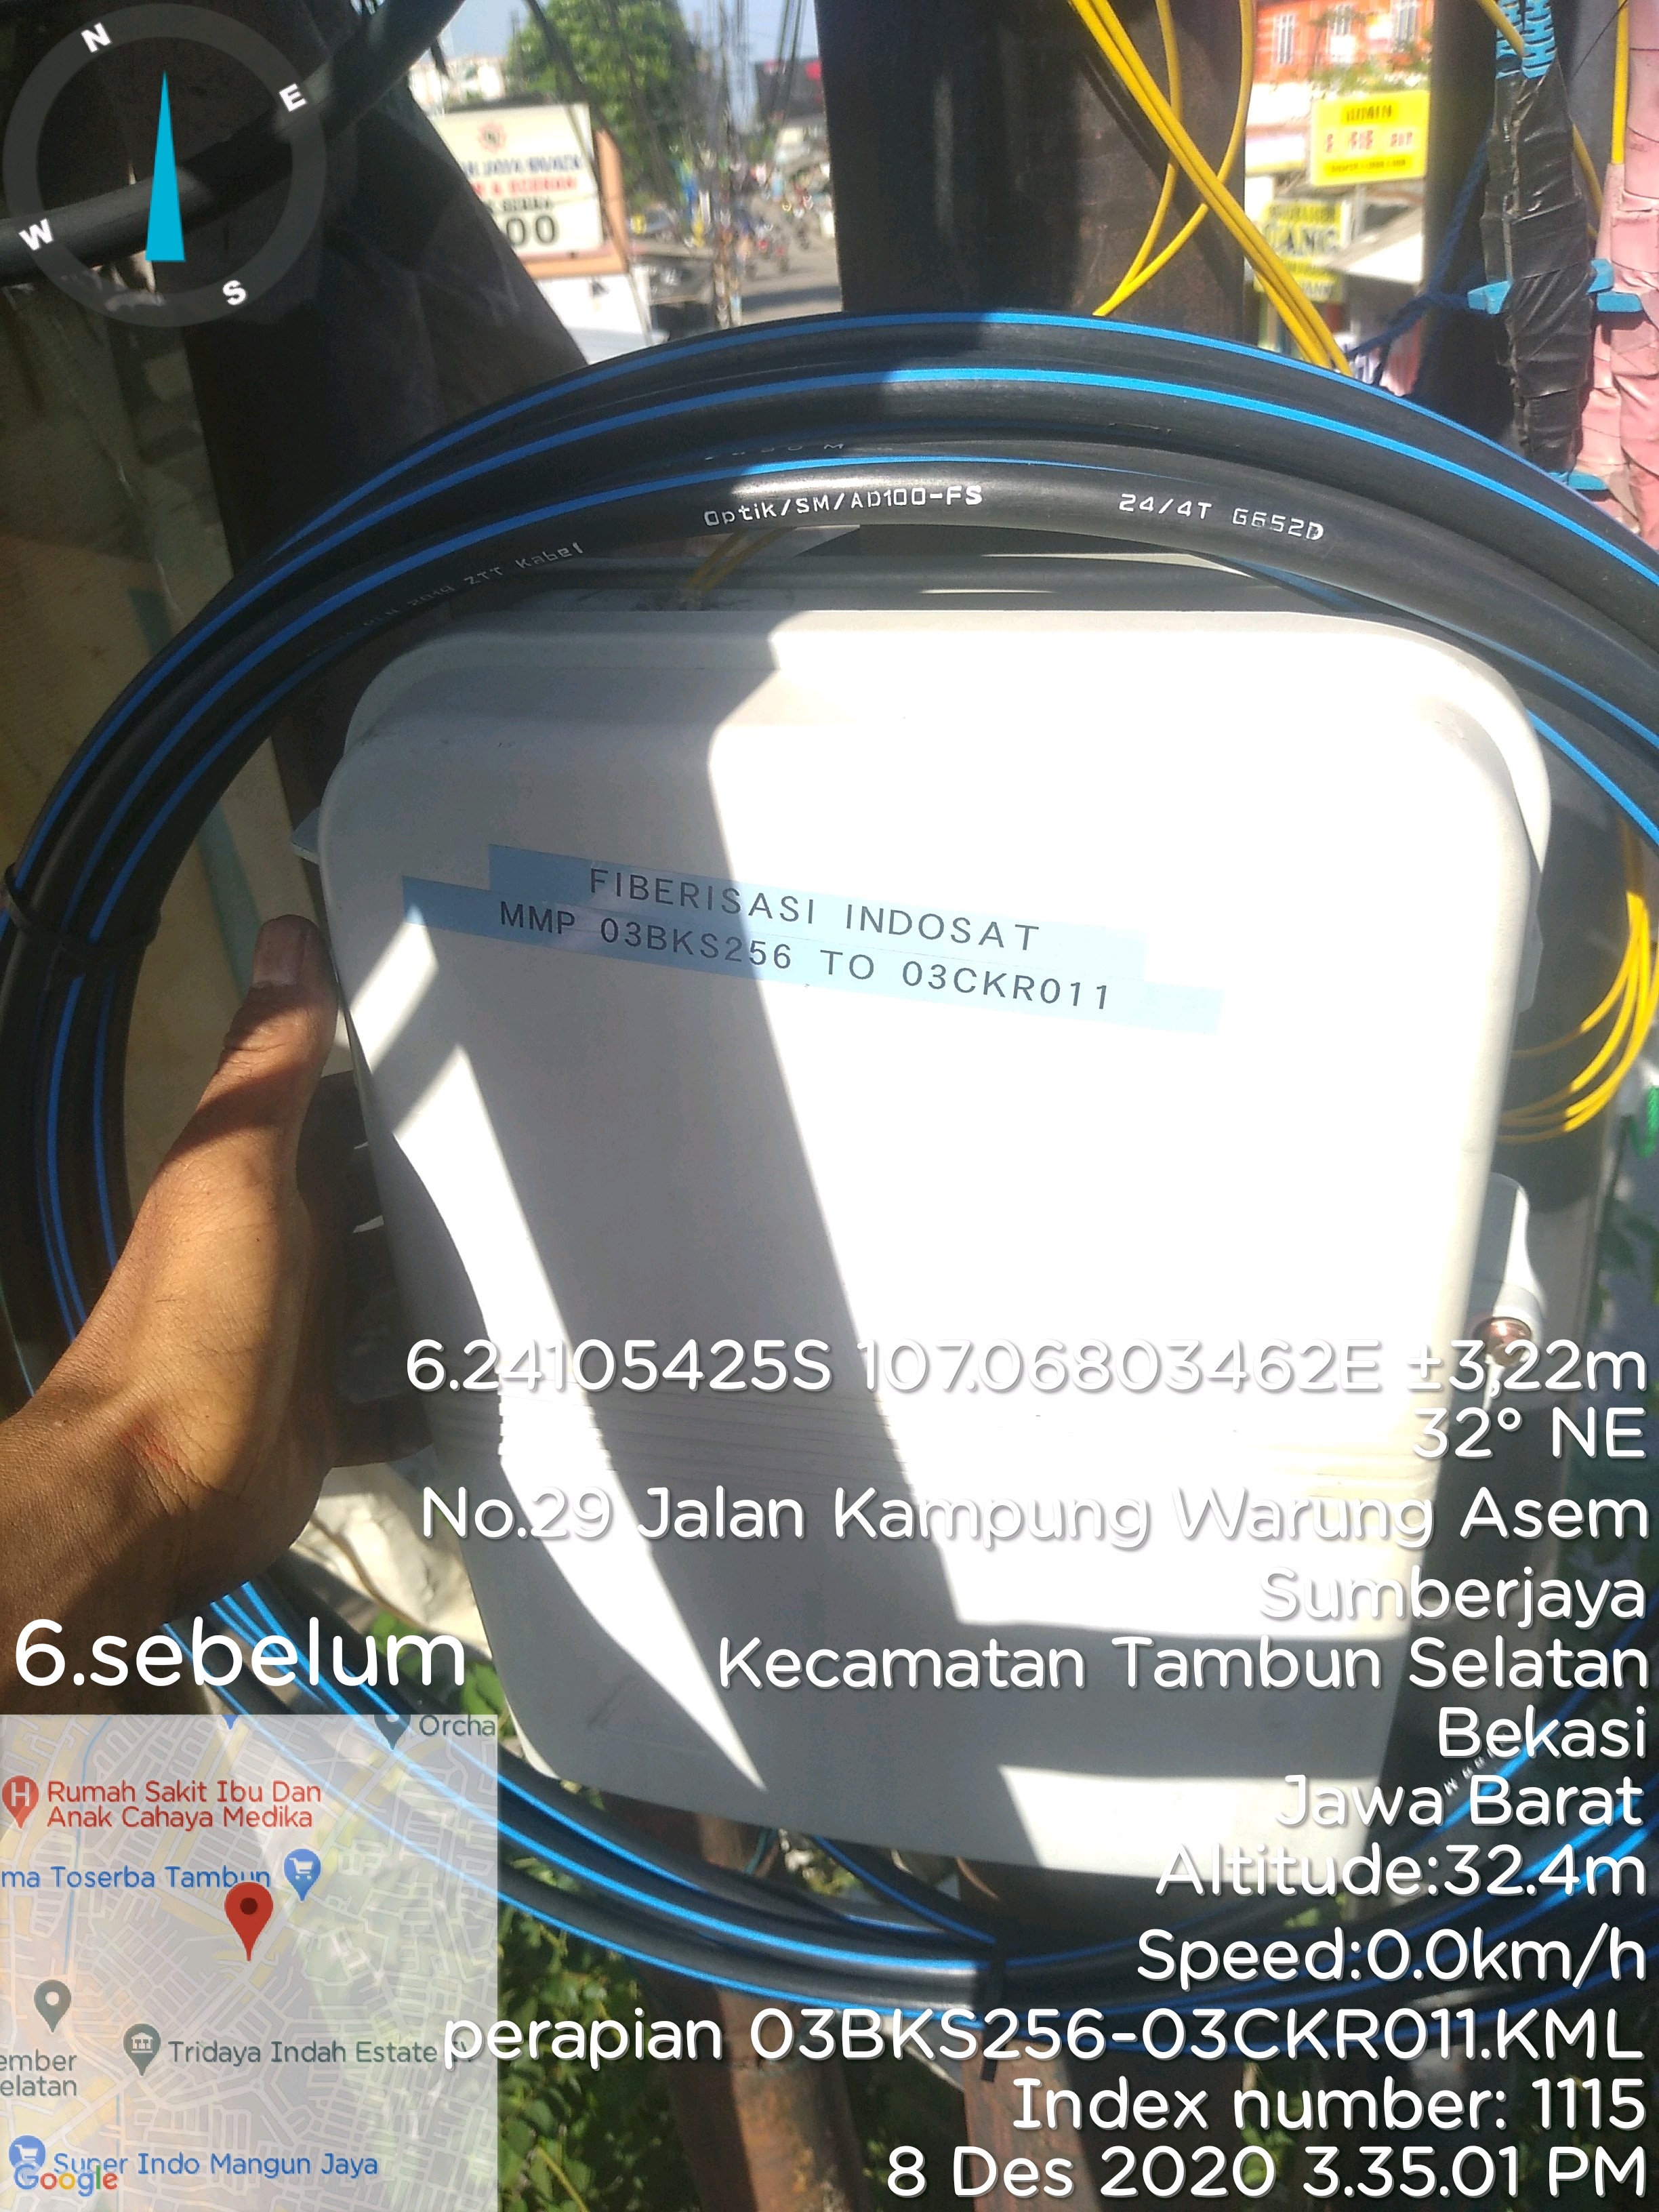 N
E
W
S
00
Optik/SM/AD100-FS 24/4T G652D
ZTT Kabel
FIBERISASI INDOSAT
MMP 03BKS256 TO 03CKR011
6.24105425S 107.06803462E ±3,22m
32° NE
No.29 Jalan Kampung Warung Asem
Sumberjaya
Kecamatan Tambun Selatan
Bekasi
Jawa Barat
Altitude:32.4m
Speed:0.0km/h
perapian 03BKS256-03CKR011.KML
Index number: 1115
8 Des 2020 3.35.01 PM
6.sebelum
Orcha
Rumah Sakit Ibu Dan
Anak Cahaya Medika
ma Toserba Tambun
Tridaya Indah Estate
ember
elatan
Super Indo Mangun Jaya
Google